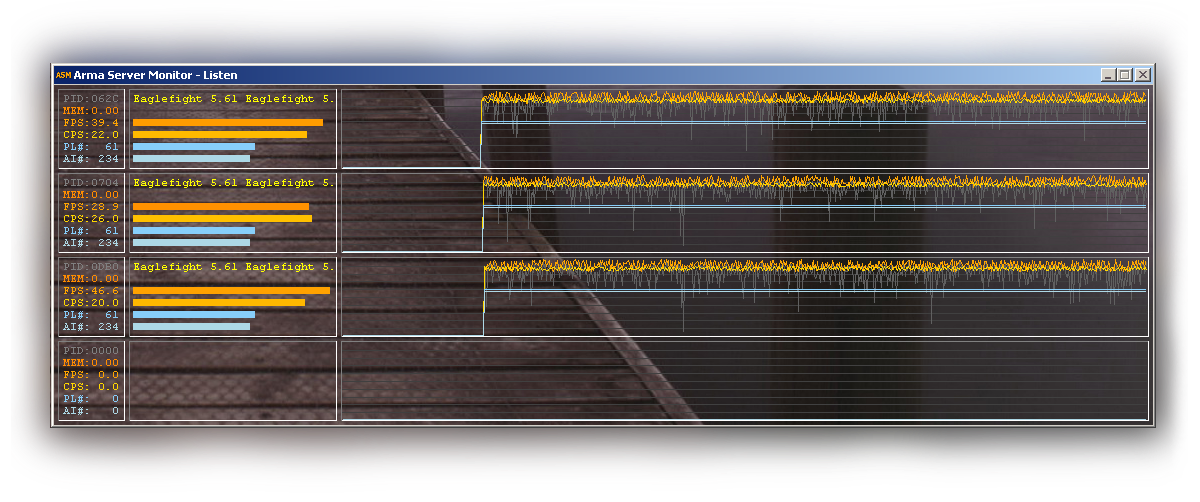 ASM Arma Server Monitor - Listen
PID:062C
MEM:0.00
FPS:39.4
CPS:22.0
PL#: 61
AI#: 234
Eaglefight 5.61 Eaglefight 5.
PID:0704
MEM:0.00
FPS:28.9
CPS:26.0
PL#: 61
AI#: 234
Eaglefight 5.61 Eaglefight 5.
PID:0DB0
MEM:0.00
FPS:46.6
CPS:20.0
PL#: 61
AI#: 234
Eaglefight 5.61 Eaglefight 5.
PID:0000
MEM:0.00
FPS: 0.0
CPS: 0.0
PL#: 0
AI#: 0